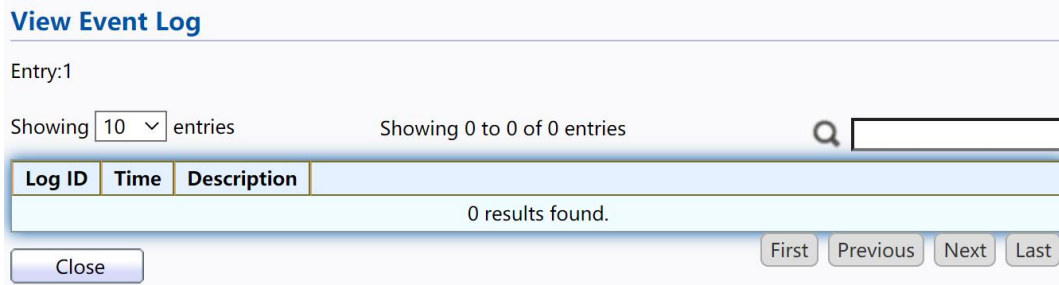 View Event Log
Entry:1
Showing 10 entries Showing 0 to 0 of 0 entries
Log ID Time Description
0 results found.
Close First Previous Next Last